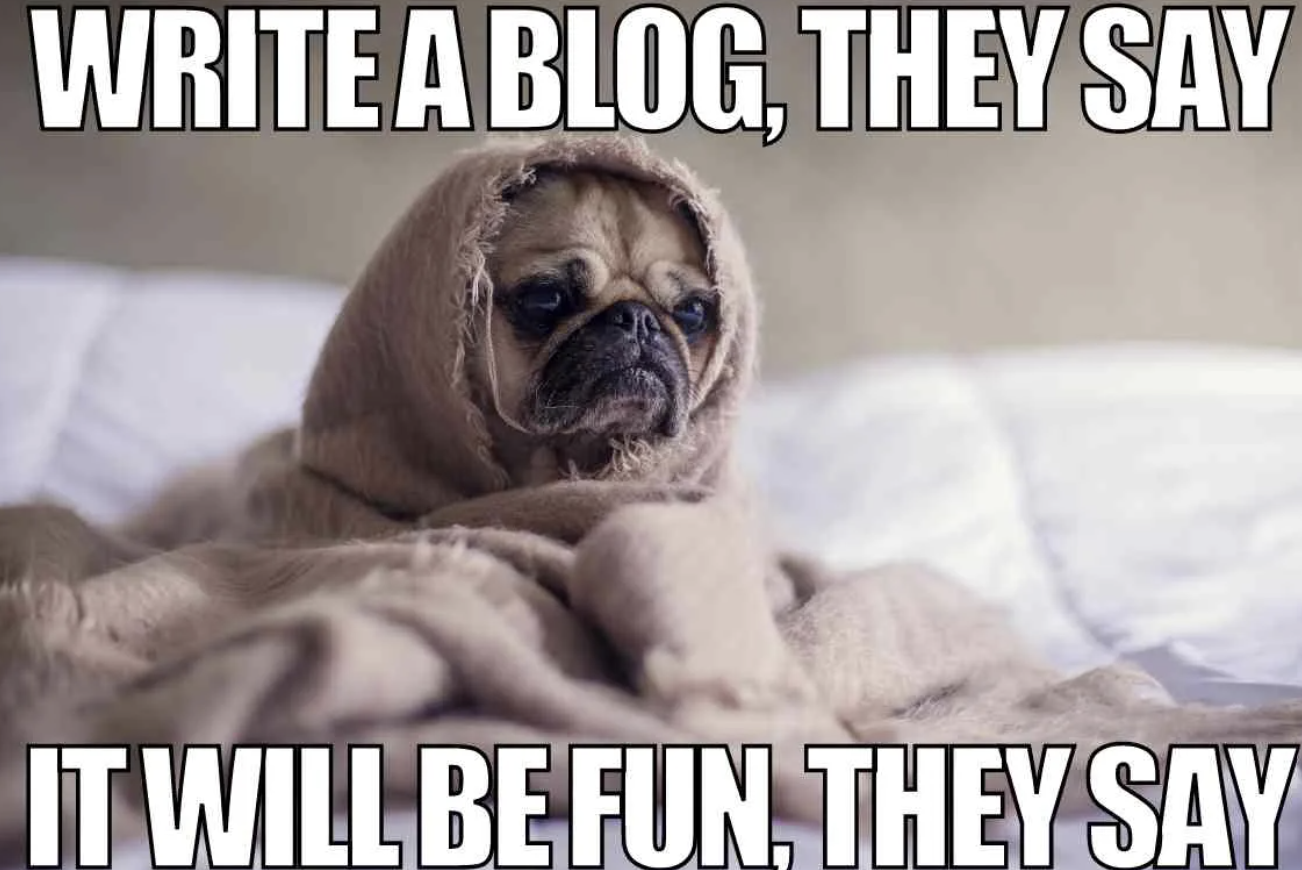 WRITE A BLOG, THEY SAY
IT WILL BE FUN, THEY SAY